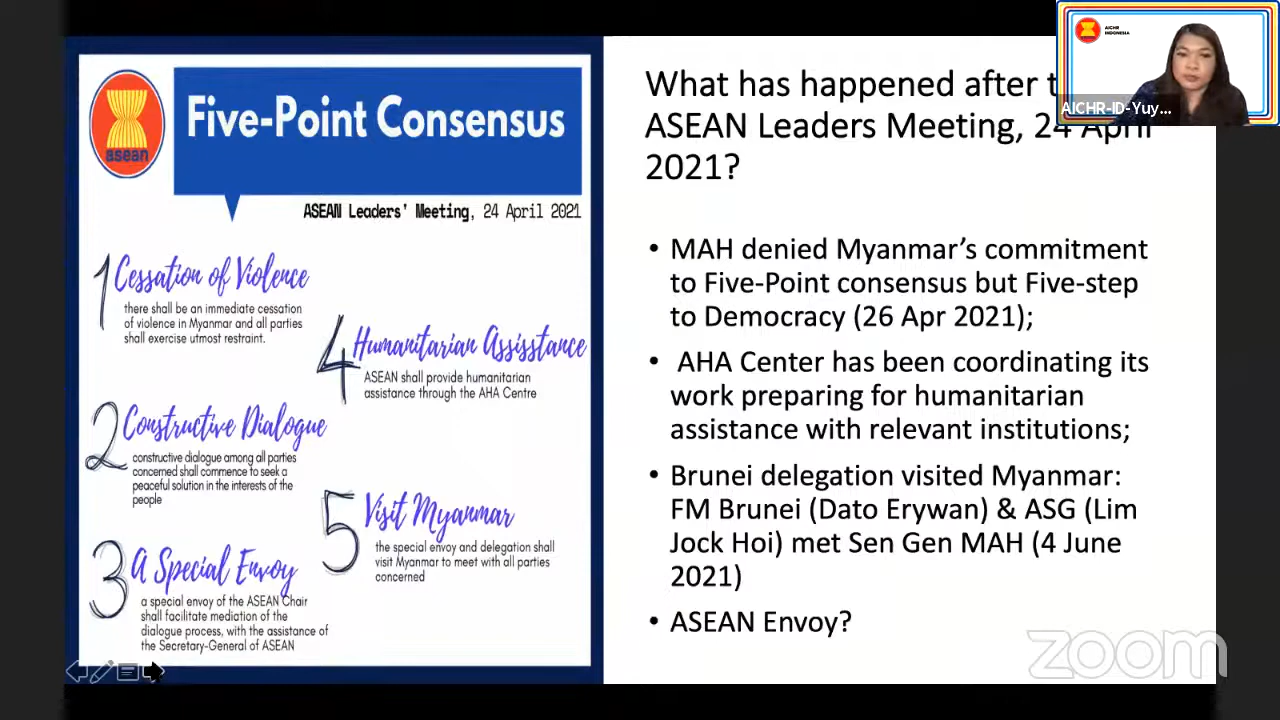 asean
Five-Point Consensus
ASEAN Leaders' Meeting, 24 April 2021
1 Cessation of Violence
there shall be an immediate cessation
of violence in Myanmar and all parties
shall exercise utmost restraint.
2 Constructive Dialogue
constructive dialogue among all parties
concerned shall commence to seek a
peaceful solution in the interests of the
people
3 A Special Envoy
a special envoy of the ASEAN Chair
shall facilitate mediation of the
dialogue process, with the assistance of
the Secretary-General of ASEAN
4 Humanitarian Assisstance
ASEAN shall provide humanitarian
assistance through the AHA Centre
5 Visit Myanmar
the special envoy and delegation shall
visit Myanmar to meet with all parties
concerned
What has happened after
ASEAN Leaders Meeting, 24 April
2021?
• MAH denied Myanmar's commitment
to Five-Point consensus but Five-step
to Democracy (26 Apr 2021);
• AHA Center has been coordinating its
work preparing for humanitarian
assistance with relevant institutions;
• Brunei delegation visited Myanmar:
FM Brunei (Dato Erywan) & ASG (Lim
Jock Hoi) met Sen Gen MAH (4 June
2021)
• ASEAN Envoy?
AICHR
INDONESIA
AICHR-ID-Yuy...
zoom